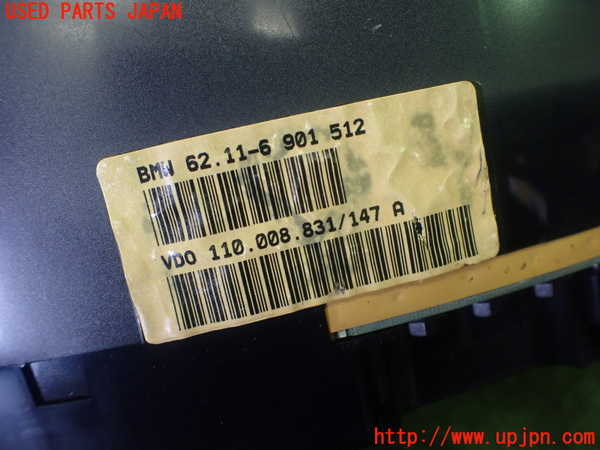 USED PARTS JAPAN
BMW 62.11-6 901 512
VDO 110.008.831/147 A
http://www.upjpn.com